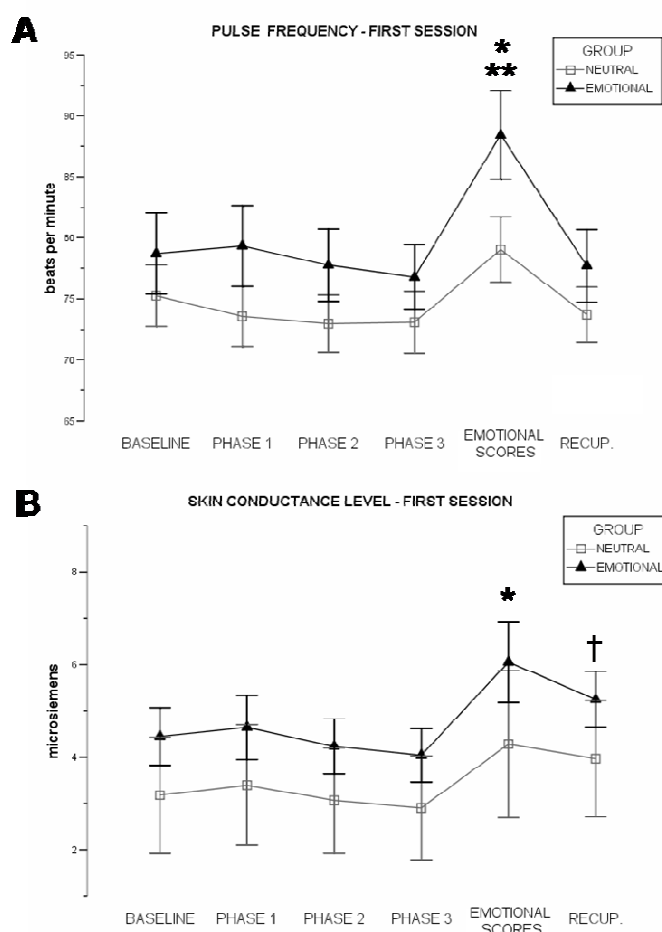 A
PULSE FREQUENCY - FIRST SESSION
*
**
GROUP
NEUTRAL
EMOTIONAL
95
90
85
80
75
70
65
beats per minute
BASELINE PHASE 1 PHASE 2 PHASE 3 EMOTIONAL SCORES RECUP.
B
SKIN CONDUCTANCE LEVEL - FIRST SESSION
GROUP
NEUTRAL
EMOTIONAL
*
†
8
6
4
2
microsiemens
BASELINE PHASE 1 PHASE 2 PHASE 3 EMOTIONAL SCORES RECUP.